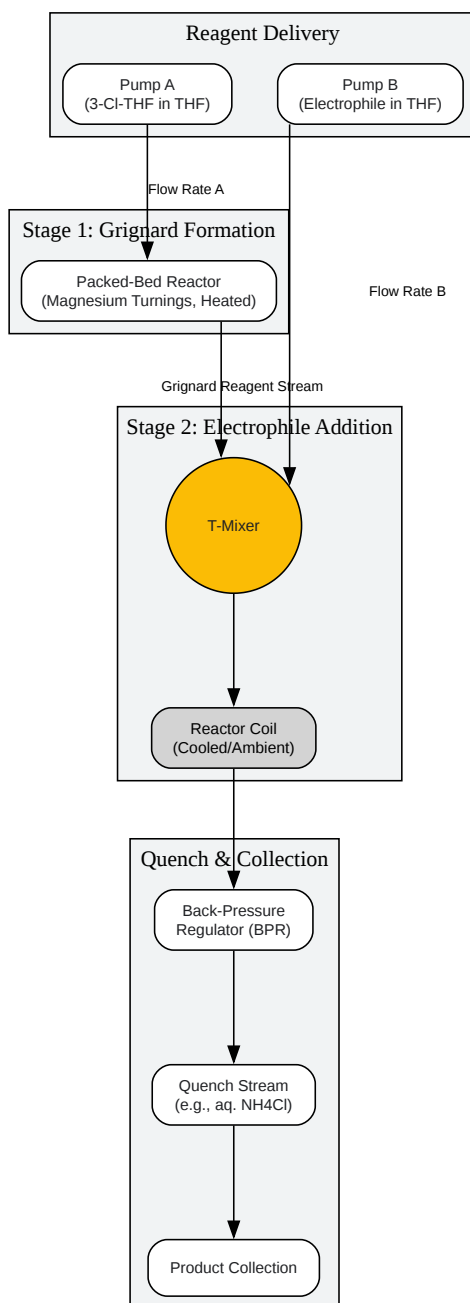 Reagent Delivery
Pump A
(3-Cl-THF in THF)
Pump B
(Electrophile in THF)
Flow Rate A
Stage 1: Grignard Formation
Packed-Bed Reactor
(Magnesium Turnings, Heated)
Flow Rate B
Grignard Reagent Stream
Stage 2: Electrophile Addition
T-Mixer
Reactor Coil
(Cooled/Ambient)
Quench & Collection
Back-Pressure
Regulator (BPR)
Quench Stream
(e.g., aq. NH4Cl)
Product Collection